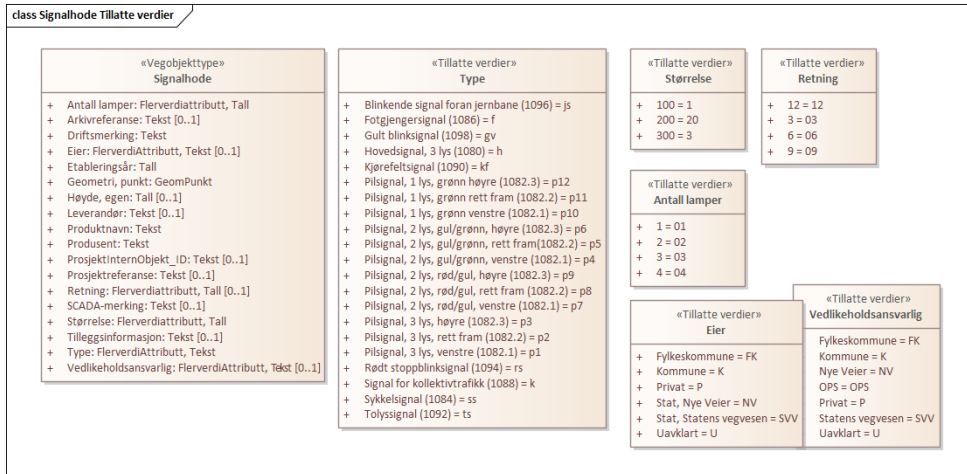 class Signalhode Tillatte verdier
«Vegobjekttype»
Signalhode
+ Antall lamper: Flerverdiattributt, Tall
+ Arkivreferanse: Tekst [0..1]
+ Driftsmerking: Tekst
+ Eier: FlerverdiAttributt, Tekst [0..1]
+ Etableringsår: Tall
+ Geometri, punkt: GeomPunkt
+ Høyde, egen: Tall [0..1]
+ Leverandør: Tekst [0..1]
+ Produktnavn: Tekst
+ Produsent: Tekst
+ ProsjektInternObjekt_ID: Tekst [0..1]
+ Prosjektreferanse: Tekst [0..1]
+ Retning: Flerverdiattributt, Tall [0..1]
+ SCADA-merking: Tekst [0..1]
+ Størrelse: Flerverdiattributt, Tall
+ Tilleggsinformasjon: Tekst [0..1]
+ Type: FlerverdiAttributt, Tekst
+ Vedlikeholdsansvarlig: FlerverdiAttributt, Tekst [0..1]
«Tillatte verdier»
Type
+ Blinkende signal foran jernbane (1096) = js
+ Fotgjengersignal (1086) = f
+ Gult blinksignal (1098) = gv
+ Hovedsignal, 3 lys (1080) = h
+ Kjørefeltsignal (1090) = kf
+ Pilsignal, 1 lys, grønn høyre (1082.3) = p12
+ Pilsignal, 1 lys, grønn rett fram (1082.2) = p11
+ Pilsignal, 1 lys, grønn venstre (1082.1) = p10
+ Pilsignal, 2 lys, gul/grønn, høyre (1082.3) = p6
+ Pilsignal, 2 lys, gul/grønn, rett fram(1082.2) = p5
+ Pilsignal, 2 lys, gul/grønn, venstre (1082.1) = p4
+ Pilsignal, 2 lys, rød/gul, høyre (1082.3) = p9
+ Pilsignal, 2 lys, rød/gul, rett fram (1082.2) = p8
+ Pilsignal, 2 lys, rød/gul, venstre (1082.1) = p7
+ Pilsignal, 3 lys, høyre (1082.3) = p3
+ Pilsignal, 3 lys, rett fram (1082.2) = p2
+ Pilsignal, 3 lys, venstre (1082.1) = p1
+ Rødt stoppblinksignal (1094) = rs
+ Signal for kollektivtrafikk (1088) = k
+ Sykkelsignal (1084) = ss
+ Tolyssignal (1092) = ts
«Tillatte verdier»
Størrelse
+ 100 = 1
+ 200 = 20
+ 300 = 3
«Tillatte verdier»
Retning
+ 12 = 12
+ 3 = 03
+ 6 = 06
+ 9 = 09
«Tillatte verdier»
Antall lamper
+ 1 = 01
+ 2 = 02
+ 3 = 03
+ 4 = 04
«Tillatte verdier»
Eier
+ Fylkeskommune = FK
+ Kommune = K
+ Privat = P
+ Stat, Nye Veier = NV
+ Stat, Statens vegvesen = SVV
+ Uavklart = U
«Tillatte verdier»
Vedlikeholdsansvarlig
Fylkeskommune = FK
Kommune = K
Nye Veier = NV
OPS = OPS
Privat = P
Statens vegvesen = SVV
Uavklart = U